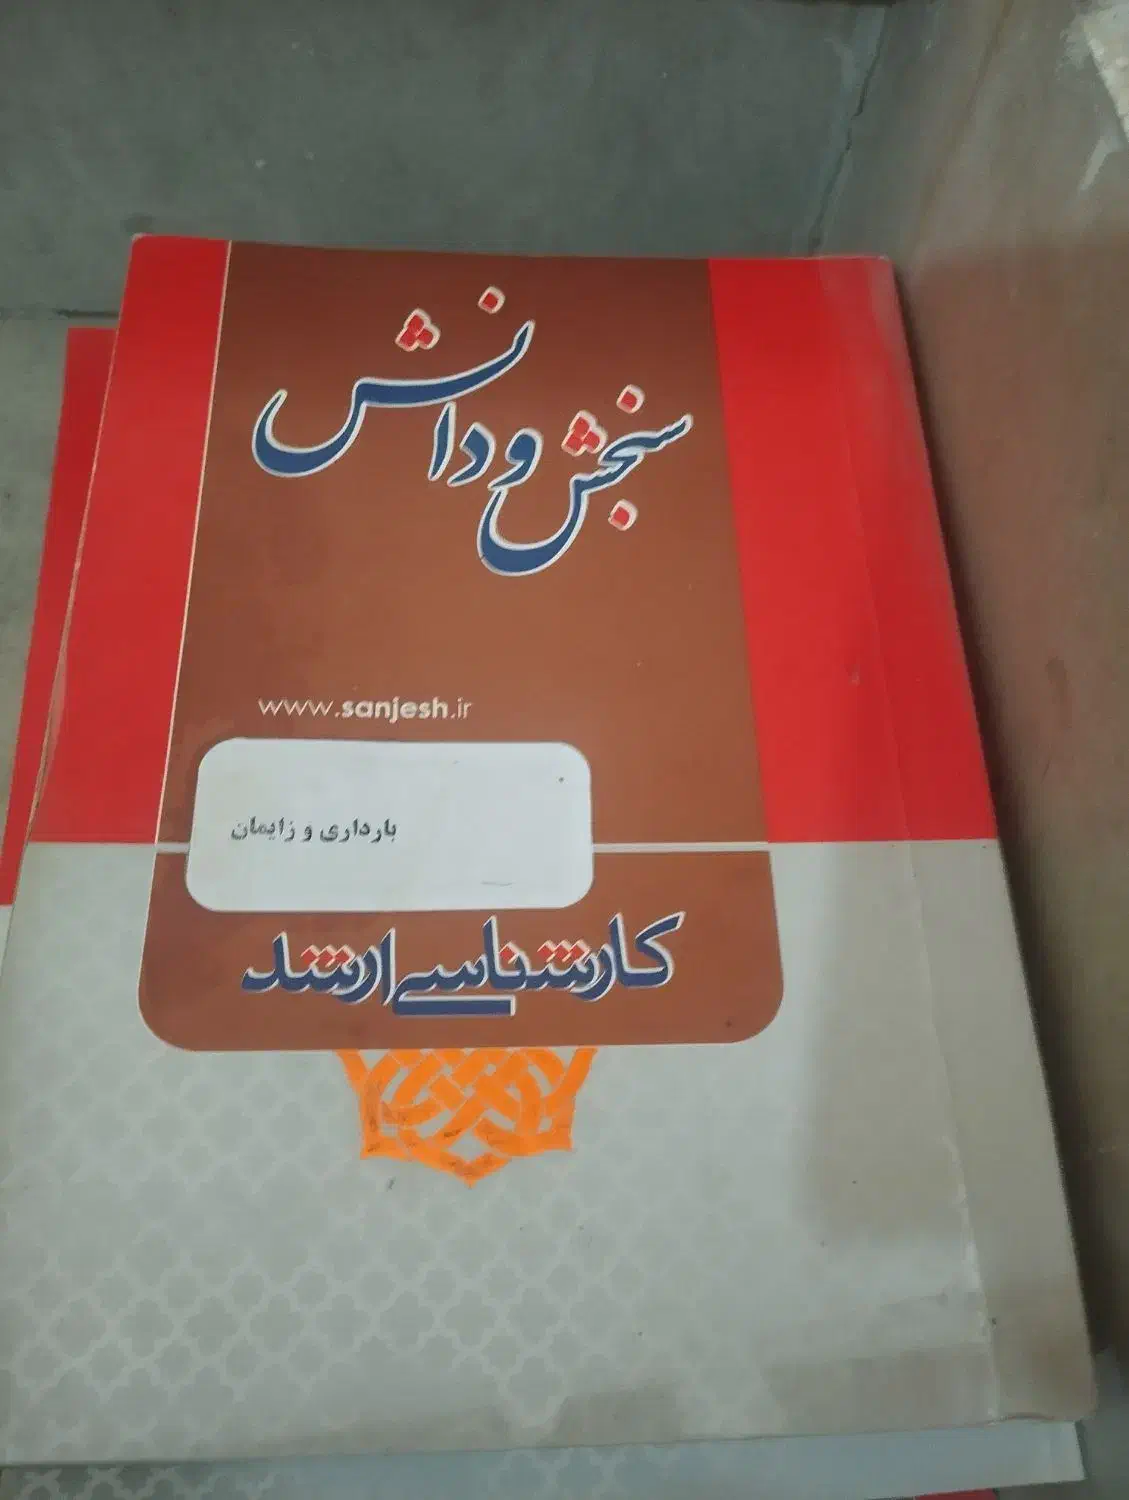 سنجش و دانش
www.sanjesh.ir
بارداری و زایمان
کارشناسی ارشد